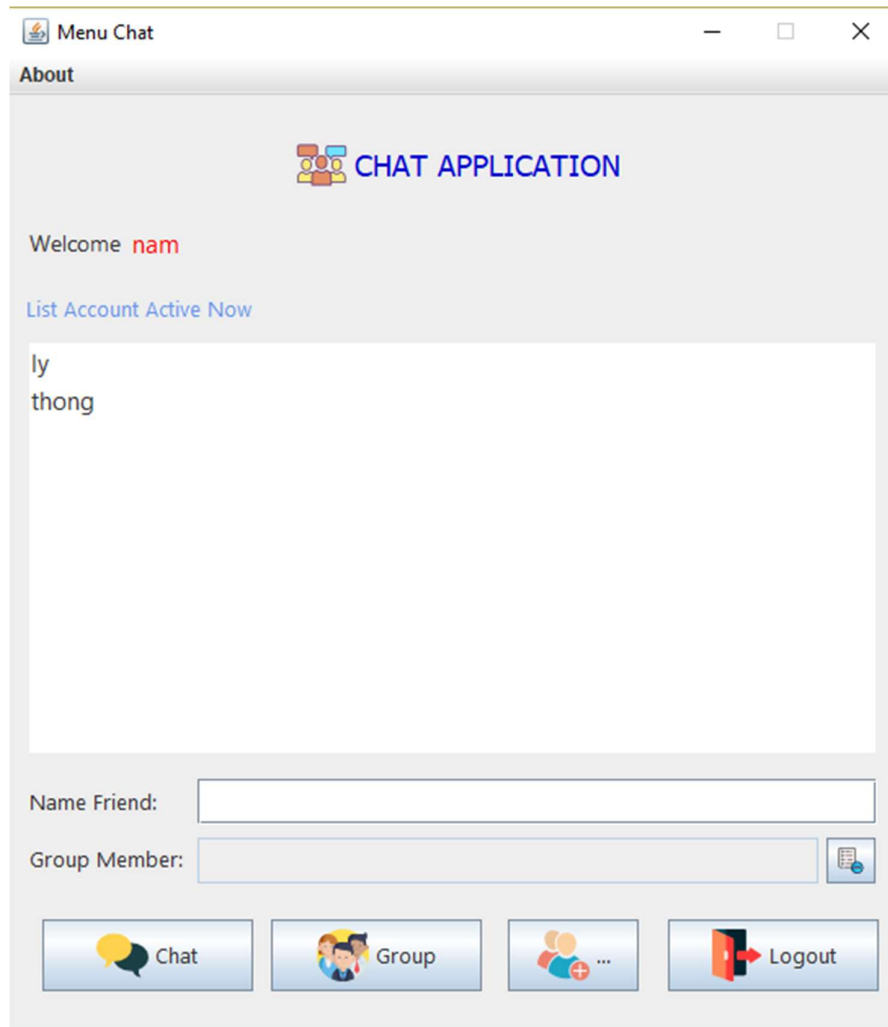 Menu Chat
About
CHAT APPLICATION
Welcome nam
List Account Active Now
ly
thong
Name Friend:
Group Member:
Chat Group ... Logout